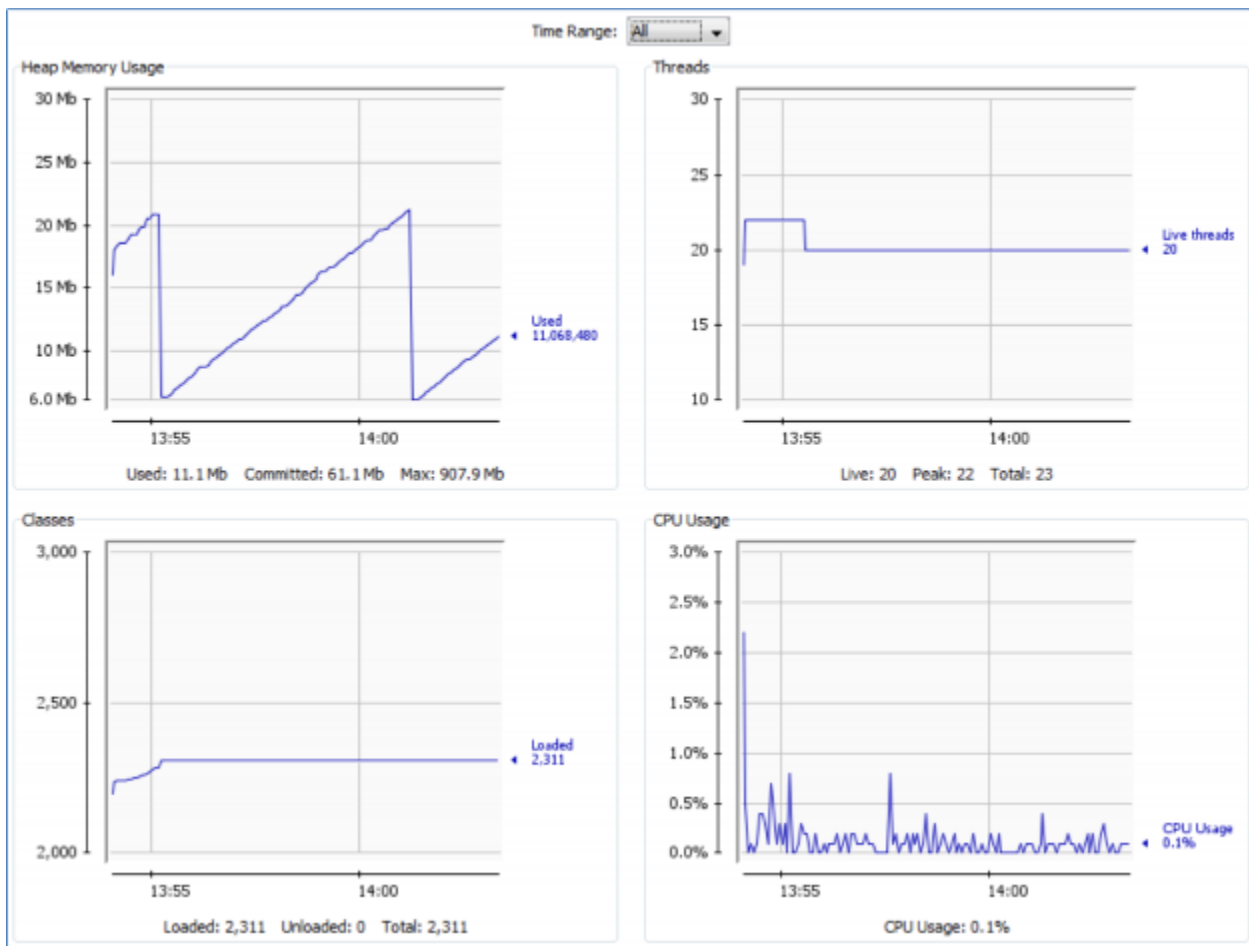 Time Range: All
Heap Memory Usage
30 Mb
25 Mb
20 Mb
15 Mb
10 Mb
6.0 Mb
13:55 14:00
Used
11,068,480
Used: 11.1 Mb Committed: 61.1 Mb Max: 907.9 Mb
Threads
30
25
20
15
10
13:55 14:00
Live threads
20
Live: 20 Peak: 22 Total: 23
Classes
3,000
2,500
2,000
13:55 14:00
Loaded
2,311
Loaded: 2,311 Unloaded: 0 Total: 2,311
CPU Usage
3.0%
2.5%
2.0%
1.5%
1.0%
0.5%
0.0%
13:55 14:00
CPU Usage
0.1%
CPU Usage: 0.1%